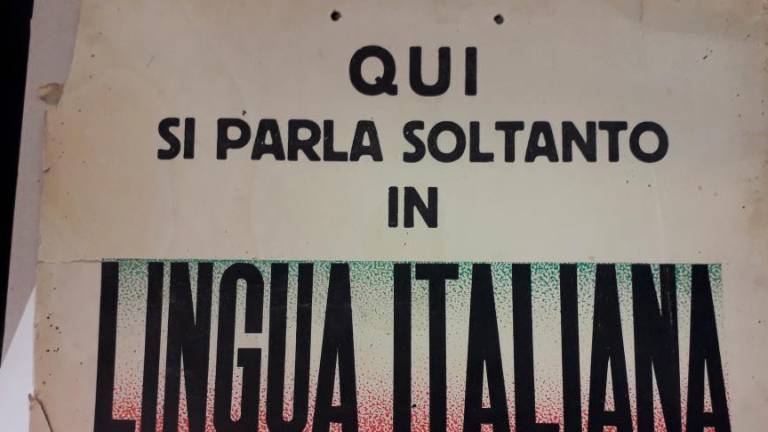 QUI
SI PARLA SOLTANTO
IN
LINGUA ITALIANA